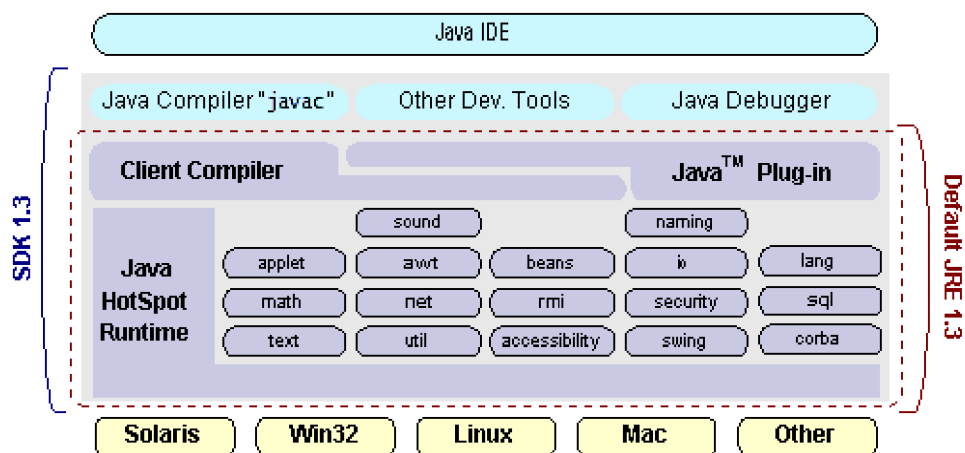 Java IDE
Java Compiler "javac"
Other Dev. Tools
Java Debugger
SDK 1.3
Default JRE 1.3
Client Compiler
Java™ Plug-in
Java
HotSpot
Runtime
sound
naming
applet
awt
beans
io
lang
math
net
rmi
security
sql
text
util
accessibility
swing
corba
Solaris
Win32
Linux
Mac
Other